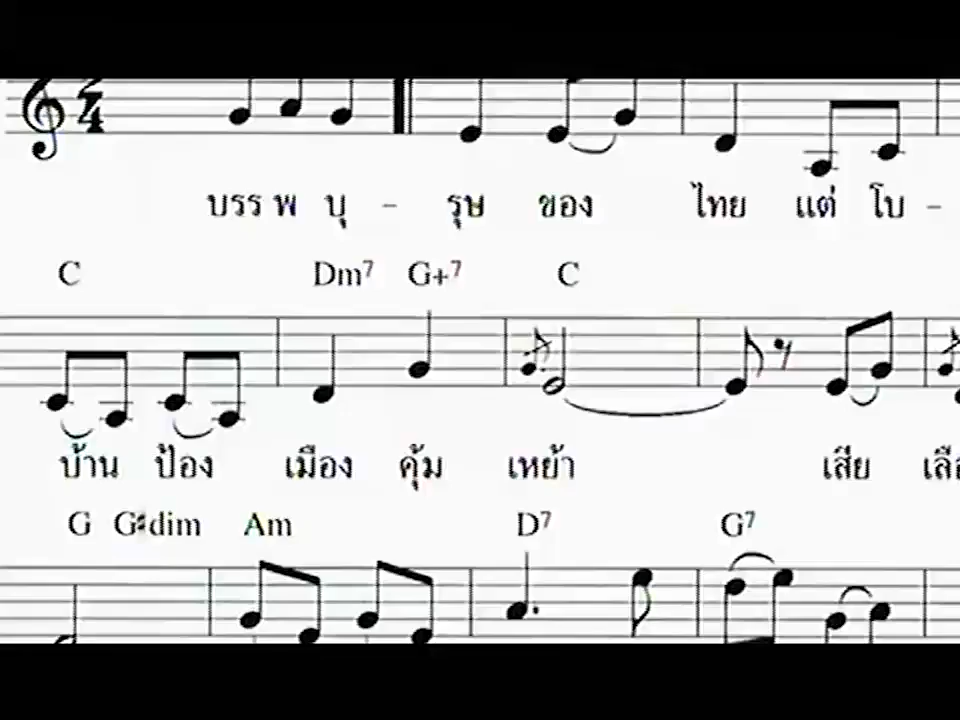 2/4
บรร พ บุ - รุษ ของ ไทย แต่ โบ -
C Dm7 G+7 C
บ้าน ป้อง เมือง คุ้ม เหย้า เสีย
G G#dim Am D7 G7